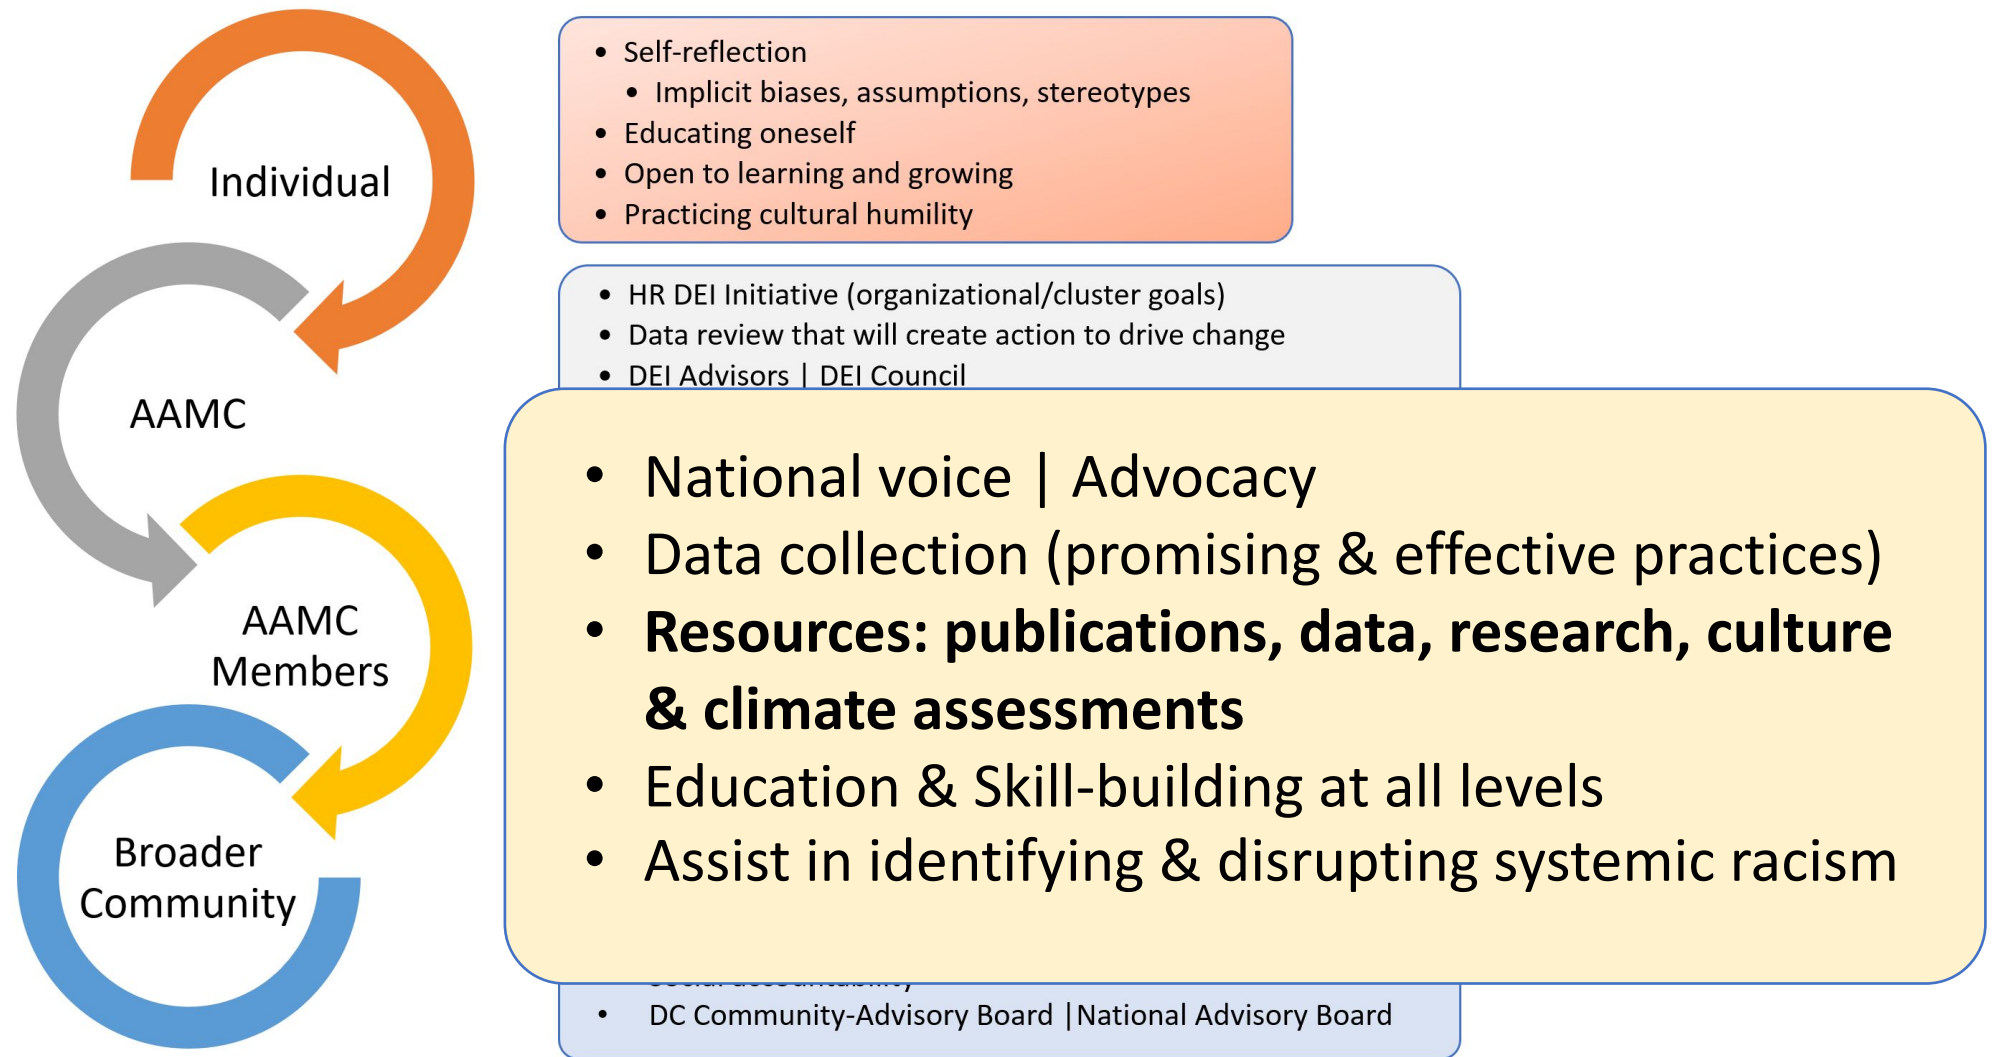 Individual
• Self-reflection
• Implicit biases, assumptions, stereotypes
• Educating oneself
• Open to learning and growing
• Practicing cultural humility
AAMC
• HR DEI Initiative (organizational/cluster goals)
• Data review that will create action to drive change
• DEI Advisors | DEI Council
AAMC
Members
• National voice | Advocacy
• Data collection (promising & effective practices)
• Resources: publications, data, research, culture
& climate assessments
• Education & Skill-building at all levels
• Assist in identifying & disrupting systemic racism
Broader
Community
• DC Community-Advisory Board |National Advisory Board